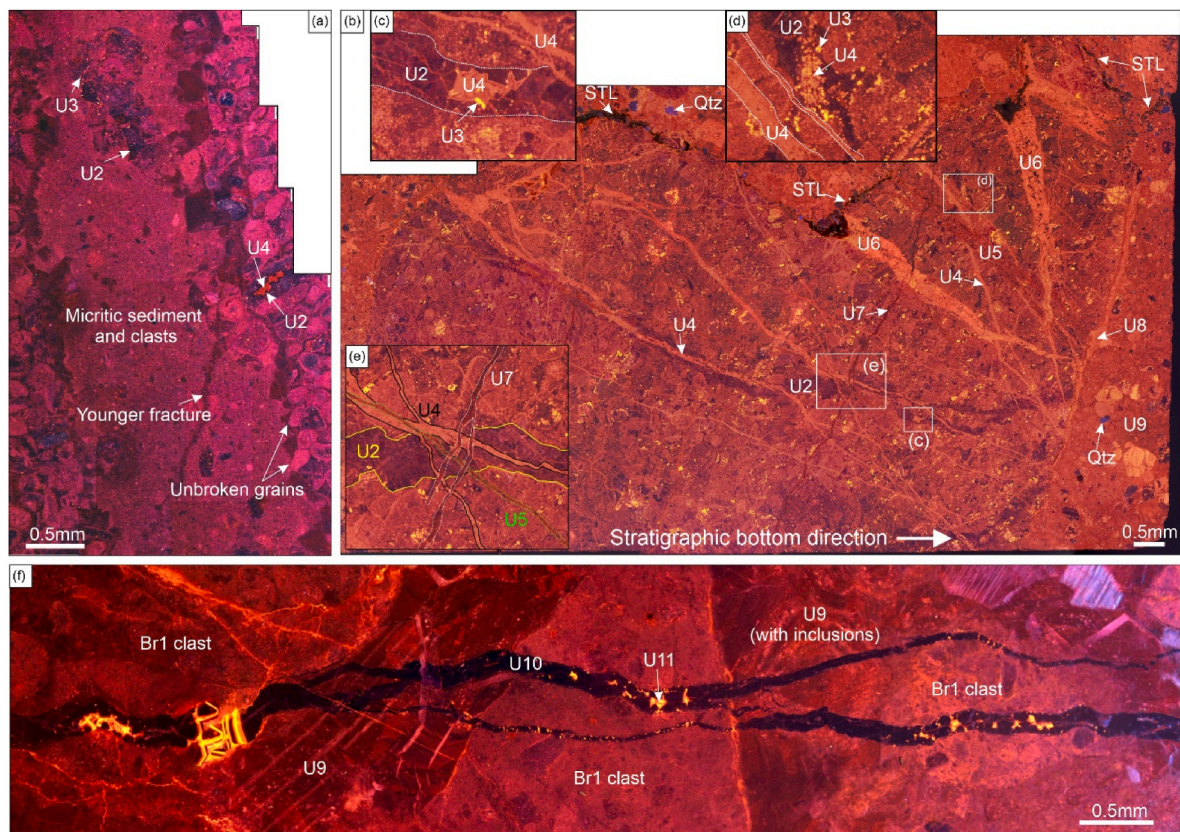 (a)
U3
U2
U4
U2
Micritic sediment
and clasts
Younger fracture
Unbroken grains
0.5mm
(b)
(c)
U4
U2
U4
U3
(d)
U2
U3
U4
U4
STL
Qtz
STL
U6
STL
(d)
U6
U5
U4
U7
U8
U4
U2
(e)
(c)
U9
Qtz
(e)
U7
U4
U2
U5
Stratigraphic bottom direction
0.5mm
(f)
Br1 clast
U9
(with inclusions)
U10
U11
Br1 clast
U9
Br1 clast
0.5mm